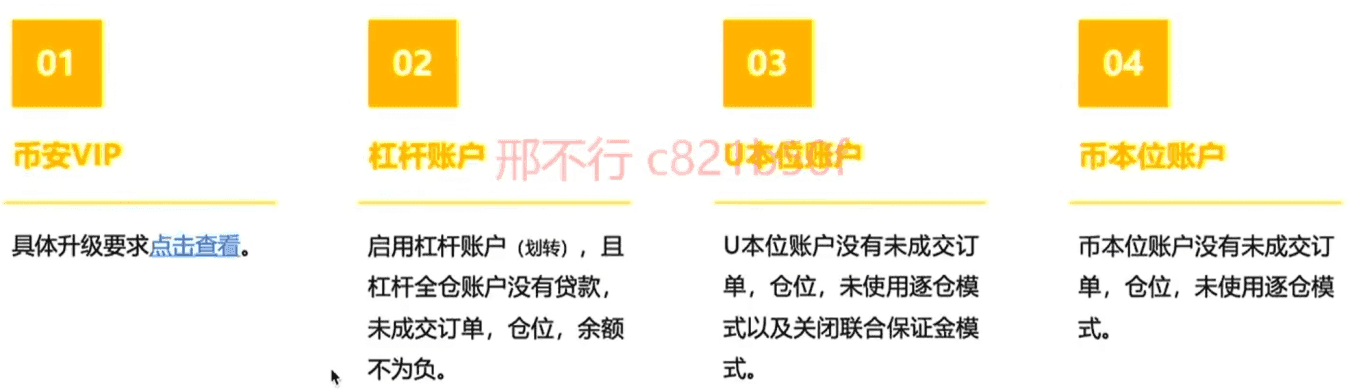 01
币安VIP
具体升级要求点击查看。
02
杠杆账户
启用杠杆账户（划转），且
杠杆全仓账户没有贷款，
未成交订单，仓位，余额
不为负。
03
U本位账户
U本位账户没有未成交订
单，仓位，未使用逐仓模
式以及关闭联合保证金模
式。
04
币本位账户
币本位账户没有未成交订
单，仓位，未使用逐仓模
式。
邢不行